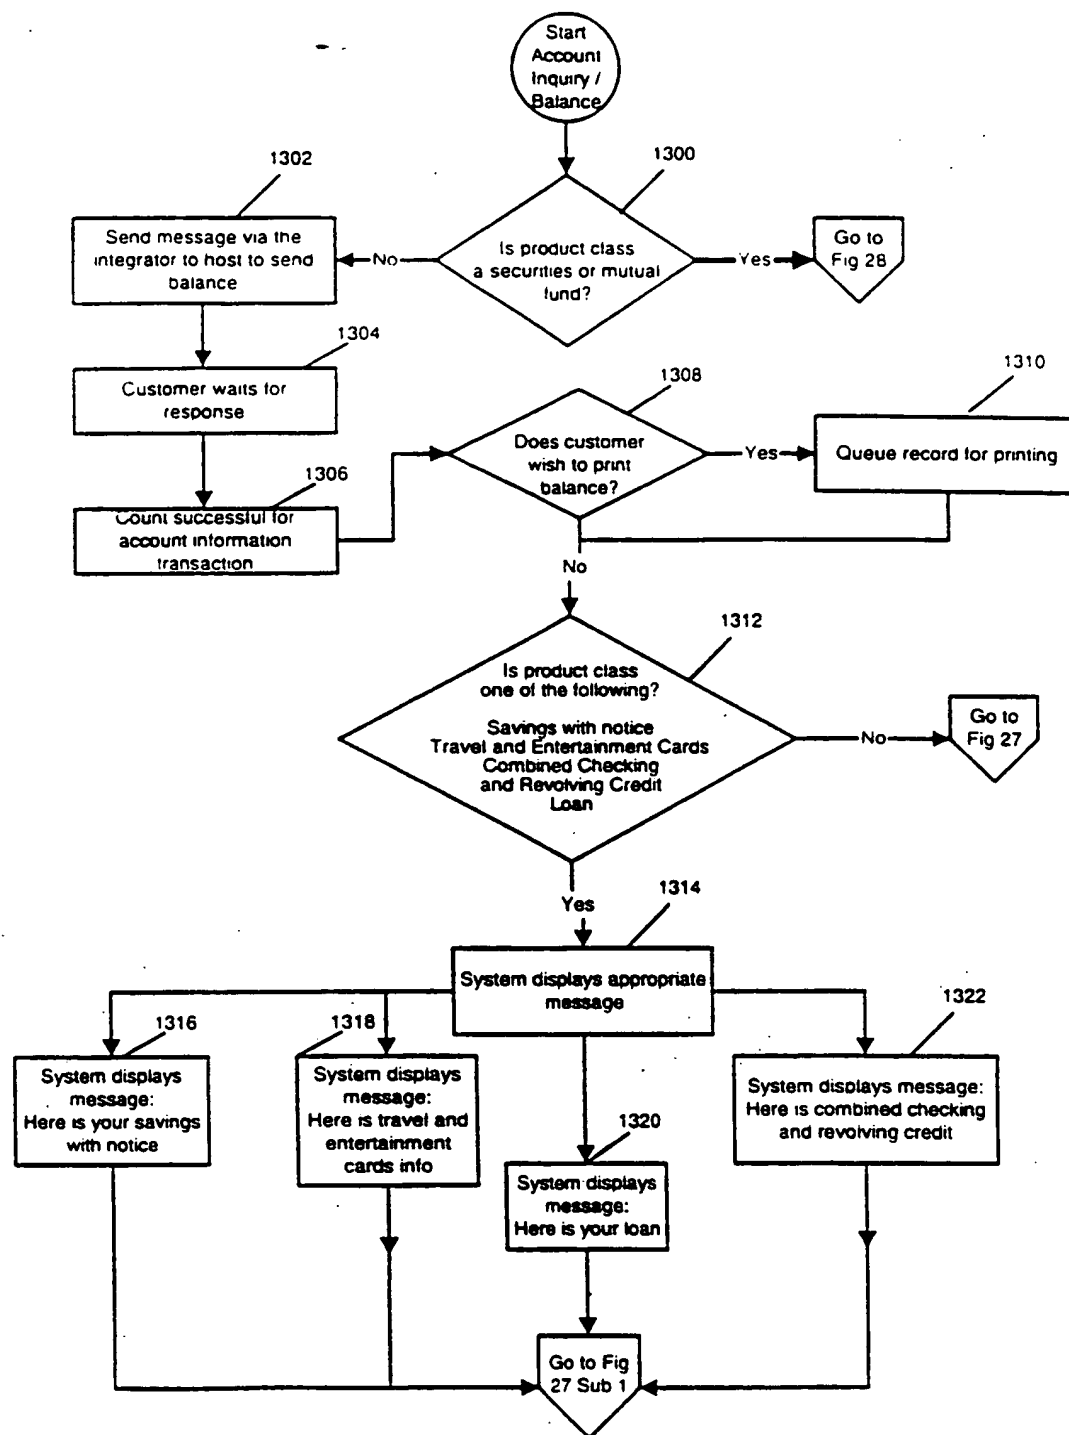 Start
Account
Inquiry /
Balance
1300
1302
Is product class
a securities or mutual
fund?
No
Yes
Go to
Fig 28
Send message via the
integrator to host to send
balance
1304
Customer waits for
response
1306
Count successful for
account information
transaction
1308
Does customer
wish to print
balance?
Yes
1310
Queue record for printing
No
1312
Is product class
one of the following?
Savings with notice
Travel and Entertainment Cards
Combined Checking
and Revolving Credit
Loan
No
Go to
Fig 27
Yes
1314
System displays appropriate
message
1316
System displays
message:
Here is your savings
with notice
1318
System displays
message:
Here is travel and
entertainment
cards info
1320
System displays
message:
Here is your loan
1322
System displays message:
Here is combined checking
and revolving credit
Go to Fig
27 Sub 1